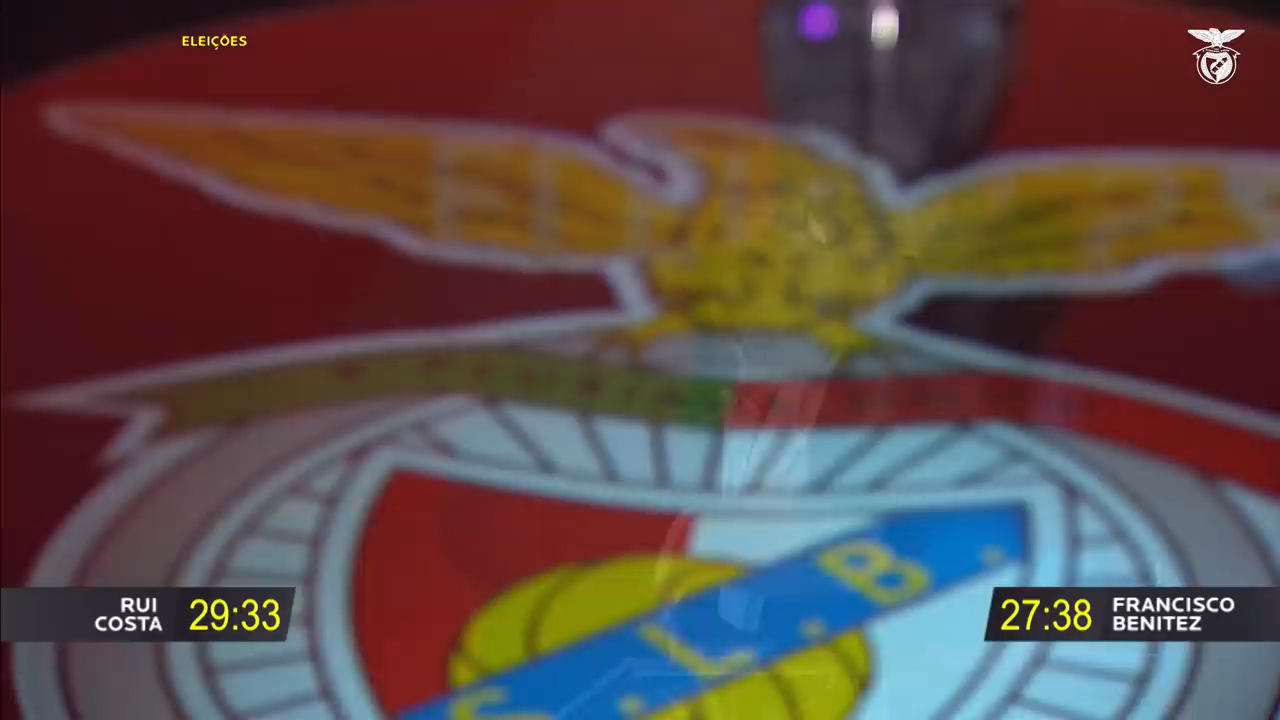 ELEIÇÕES
S L B
RUI
COSTA
29:33
27:38
FRANCISCO
BENITEZ